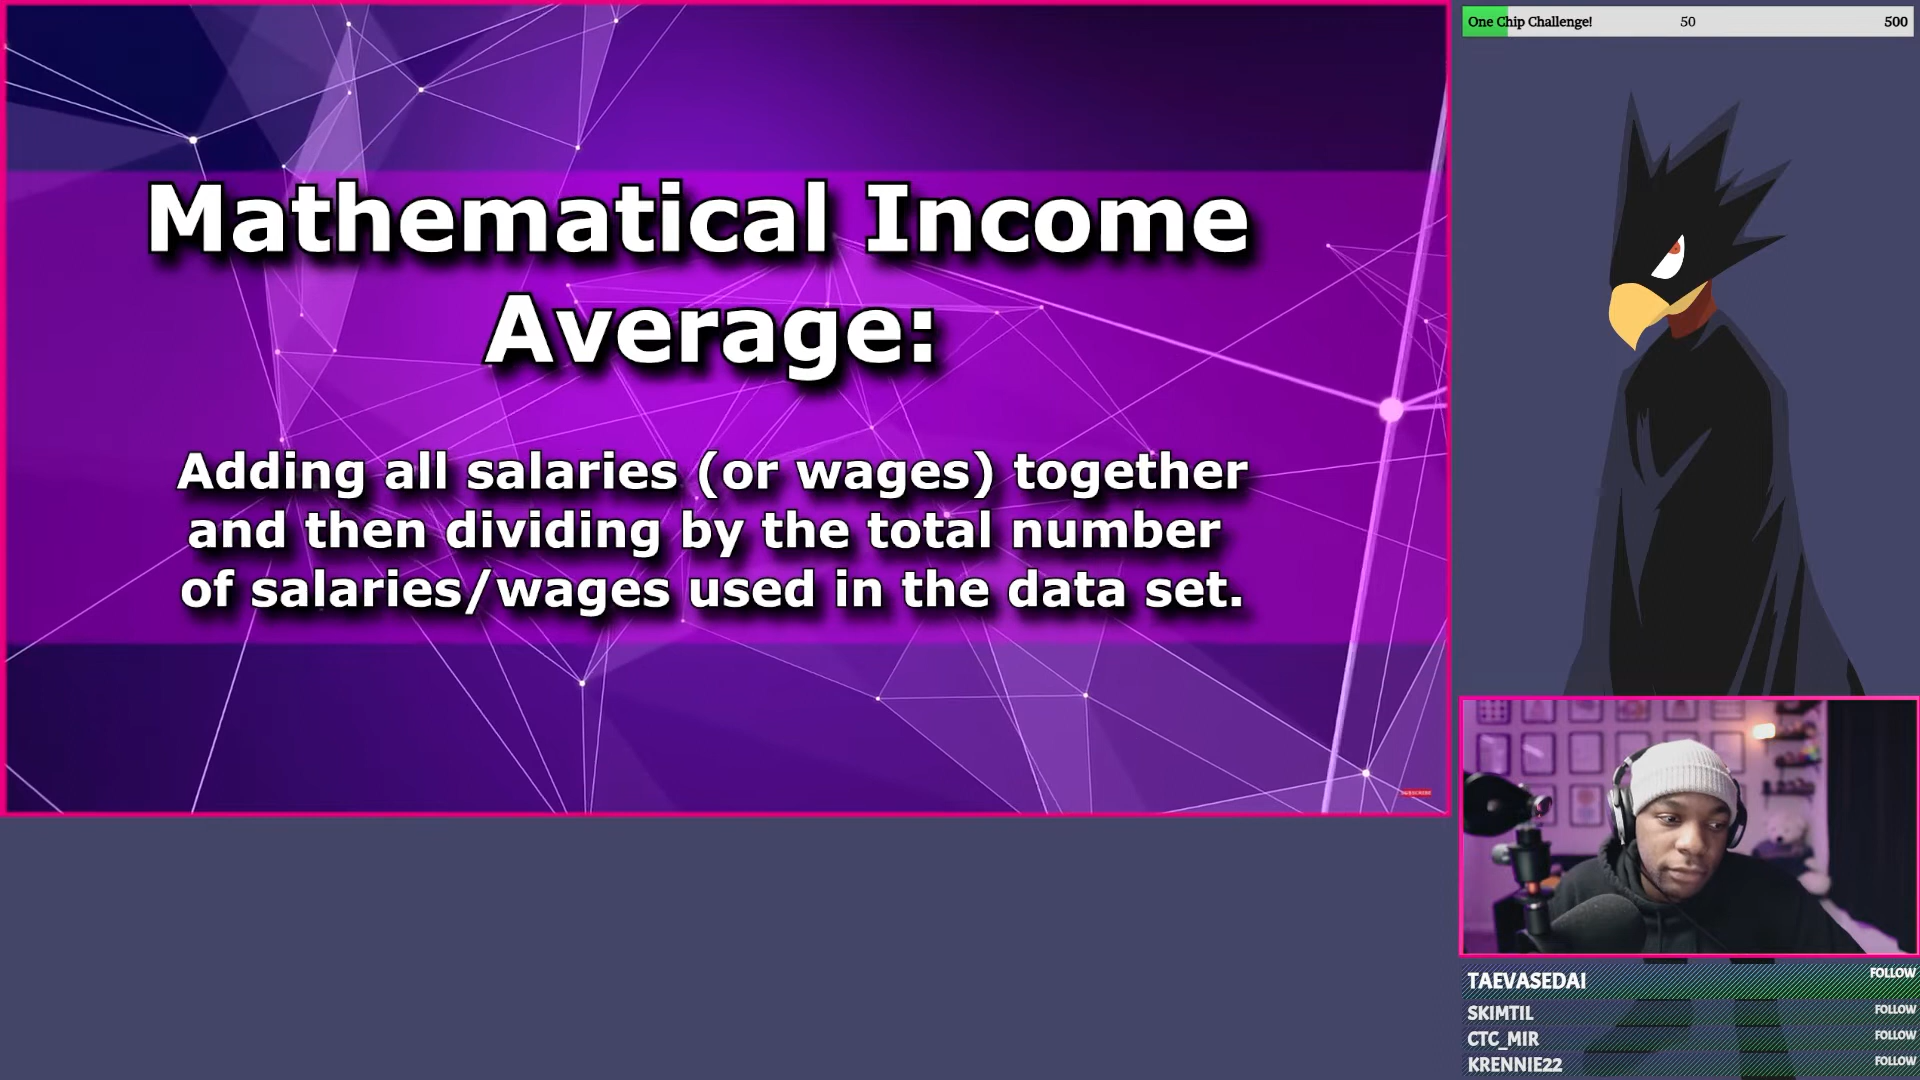 Mathematical Income
Average:
Adding all salaries (or wages) together
and then dividing by the total number
of salaries/wages used in the data set.
SUBSCRIBE
One Chip Challenge! 50 500
TAEVASEDAI FOLLOW
SKIMTIL FOLLOW
CTC_MIR FOLLOW
KRENNIE22 FOLLOW